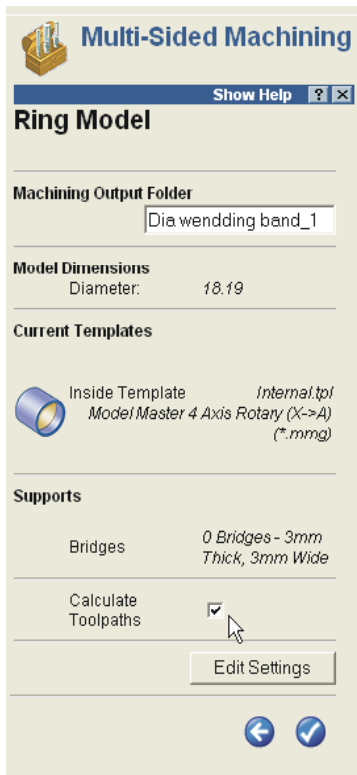 Multi-Sided Machining
Show Help ? ×
Ring Model
Machining Output Folder
Dia wendding band_1
Model Dimensions
Diameter: 18.19
Current Templates
Inside Template Internal.tpl
Model Master 4 Axis Rotary (X->A)
(*.mmg)
Supports
Bridges 0 Bridges - 3mm
Thick, 3mm Wide
Calculate
Toolpaths
Edit Settings